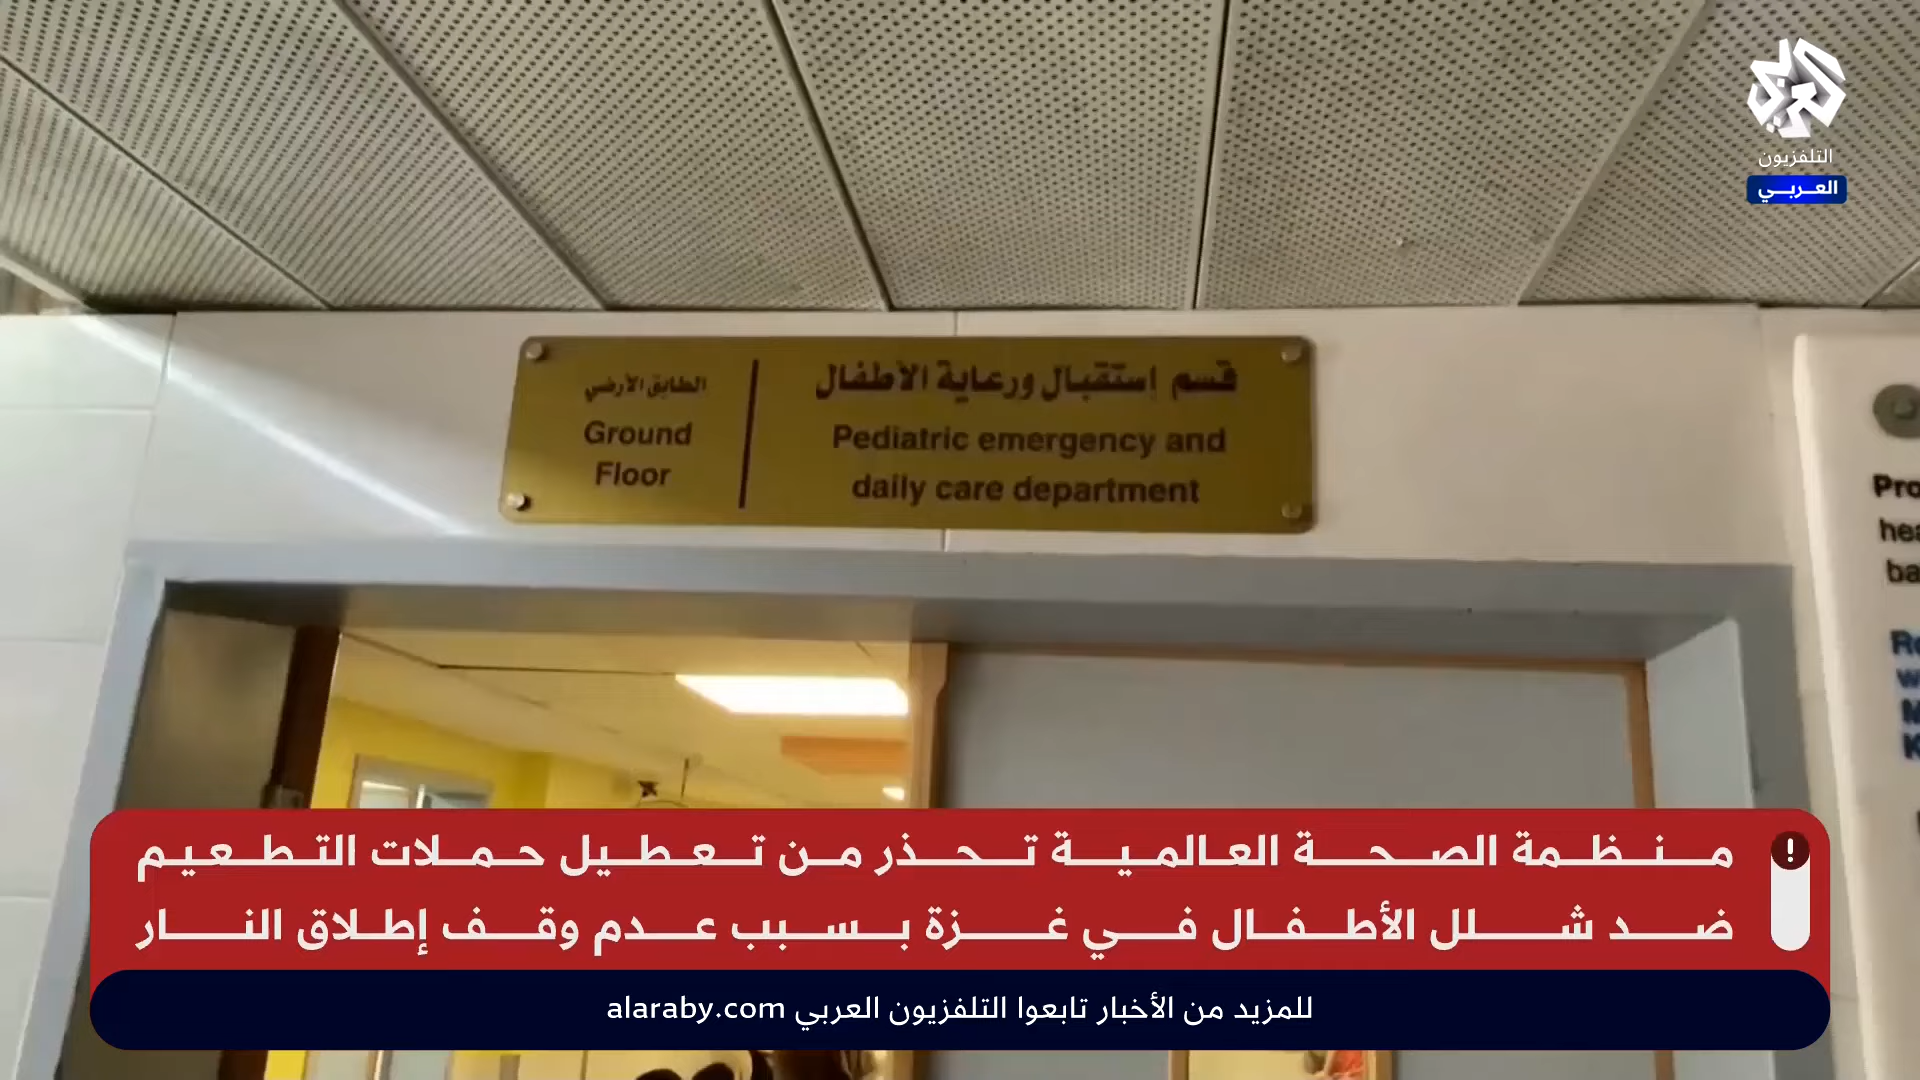 العربي
التلفزيون
العربي
قسم إستقبال ورعاية الأطفال
Pediatric emergency and
daily care department
الطابق الأرضي
Ground
Floor
منظمة الصحة العالمية تحذر من تعطيل حملات التطعيم
ضد شلل الأطفال في غزة بسبب عدم وقف إطلاق النار
للمزيد من الأخبار تابعوا التلفزيون العربي alaraby.com